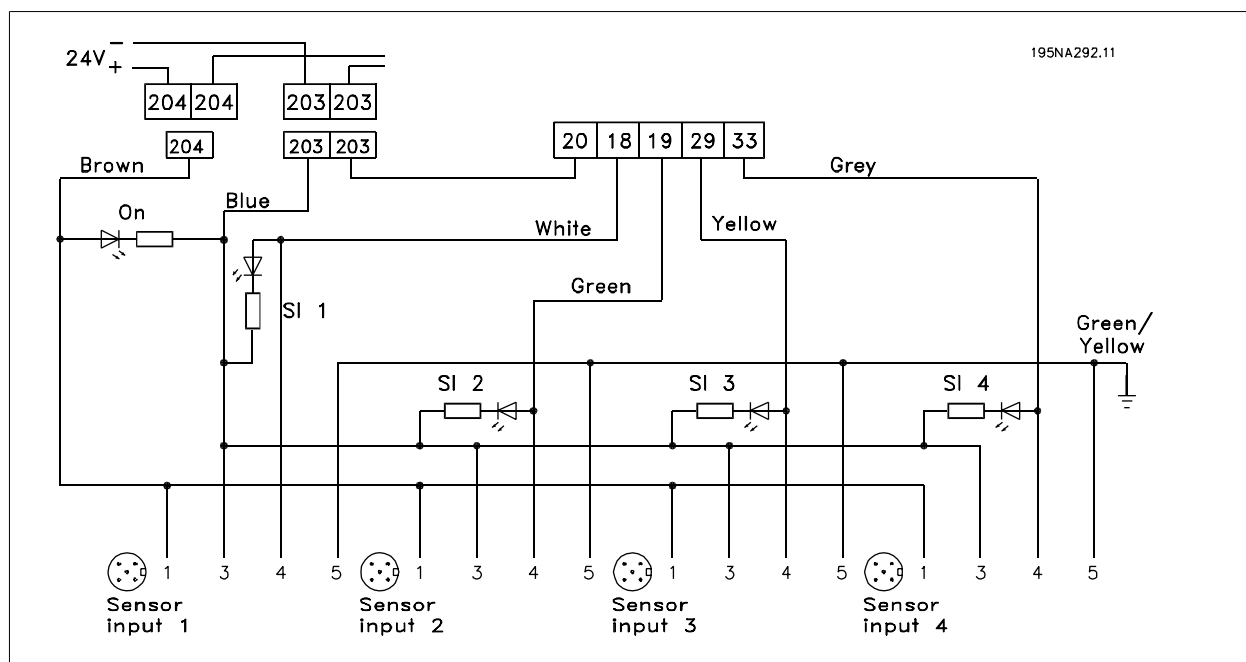 195NA292.11
24V −
+
204 204 203 203
204 203 203
20 18 19 29 33
Brown
Grey
Blue
On
White
Yellow
SI 1
Green
Green/
Yellow
SI 2 SI 3 SI 4
1 3 4 5 1 3 4 5 1 3 4 5 1 3 4 5
Sensor
input 1
Sensor
input 2
Sensor
input 3
Sensor
input 4